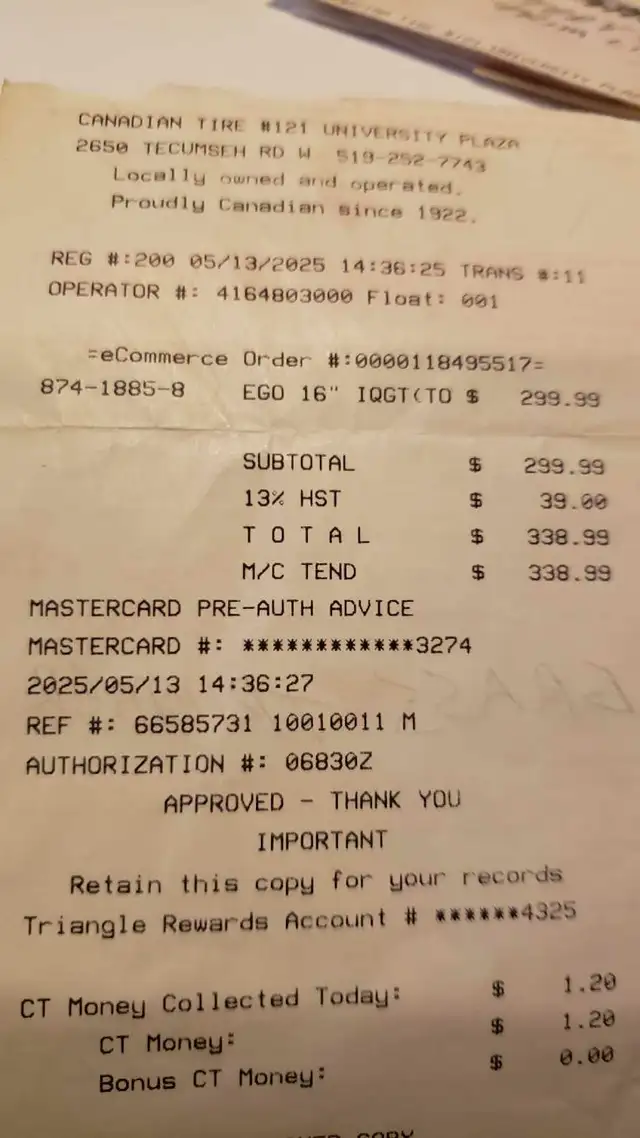 CANADIAN TIRE #121 UNIVERSITY PLAZA
2650 TECUMSEH RD W 519-252-7743
Locally owned and operated.
Proudly Canadian since 1922.
REG #:200 05/13/2025 14:36:25 TRANS #:11
OPERATOR #: 4164803000 Float: 001
=eCommerce Order #:0000118495517=
874-1885-8 EGO 16" IQGT(TO $ 299.99
SUBTOTAL $ 299.99
13% HST $ 39.00
T O T A L $ 338.99
M/C TEND $ 338.99
MASTERCARD PRE-AUTH ADVICE
MASTERCARD #: ************3274
2025/05/13 14:36:27
REF #: 66585731 10010011 M
AUTHORIZATION #: 06830Z
APPROVED - THANK YOU
IMPORTANT
Retain this copy for your records
Triangle Rewards Account # ******4325
CT Money Collected Today: $ 1.20
CT Money: $ 1.20
Bonus CT Money: $ 0.00
COPY